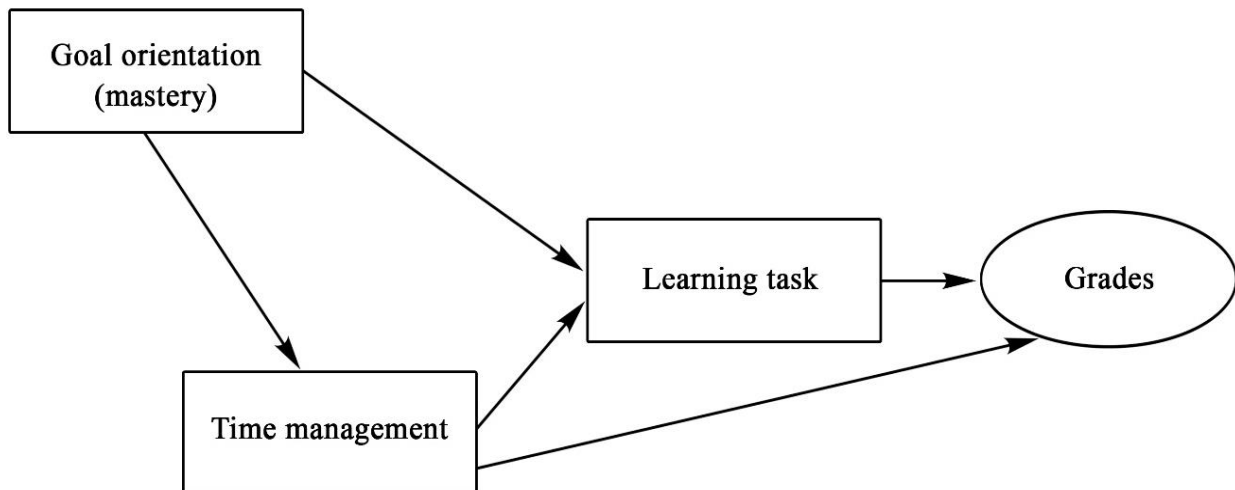 Goal orientation
(mastery)
Learning task
Grades
Time management